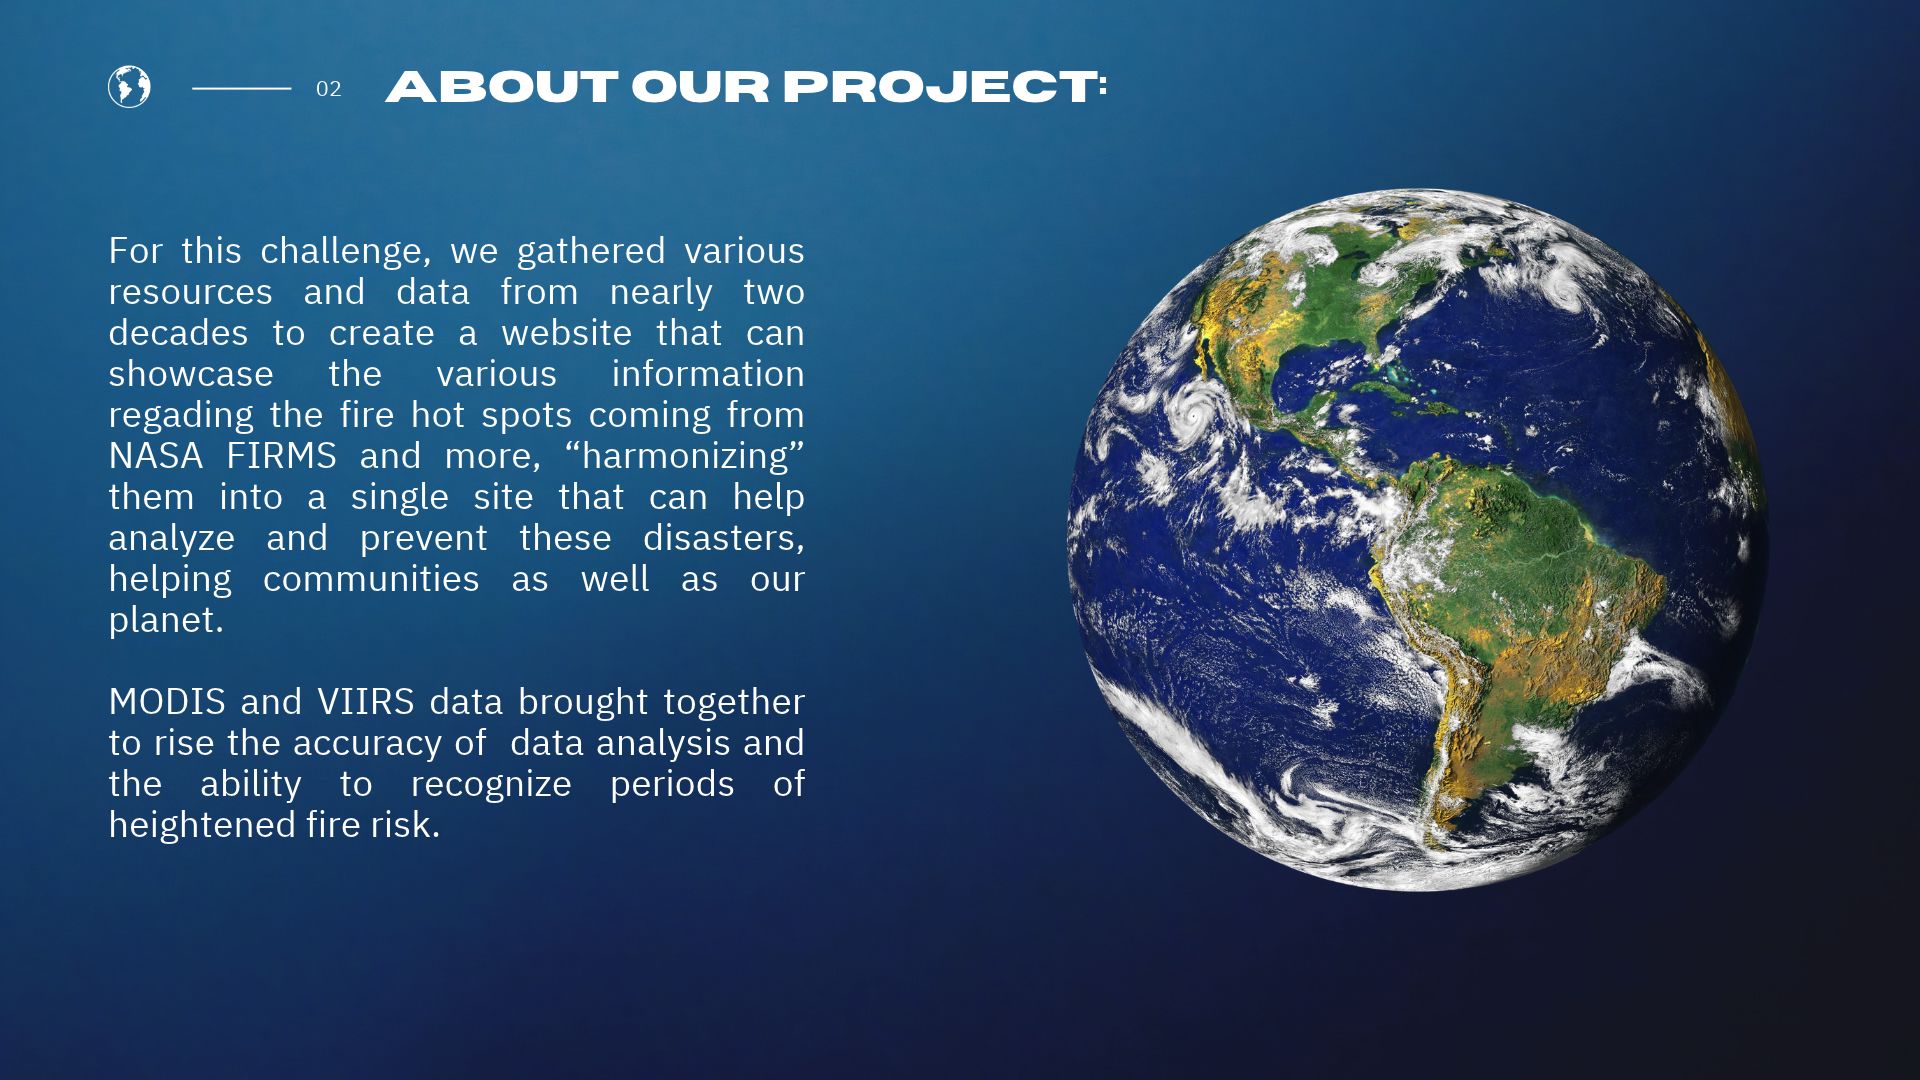 02
ABOUT OUR PROJECT:
For this challenge, we gathered various
resources and data from nearly two
decades to create a website that can
showcase the various information
regading the fire hot spots coming from
NASA FIRMS and more, “harmonizing”
them into a single site that can help
analyze and prevent these disasters,
helping communities as well as our
planet.
MODIS and VIIRS data brought together
to rise the accuracy of  data analysis and
the ability to recognize periods of
heightened fire risk.